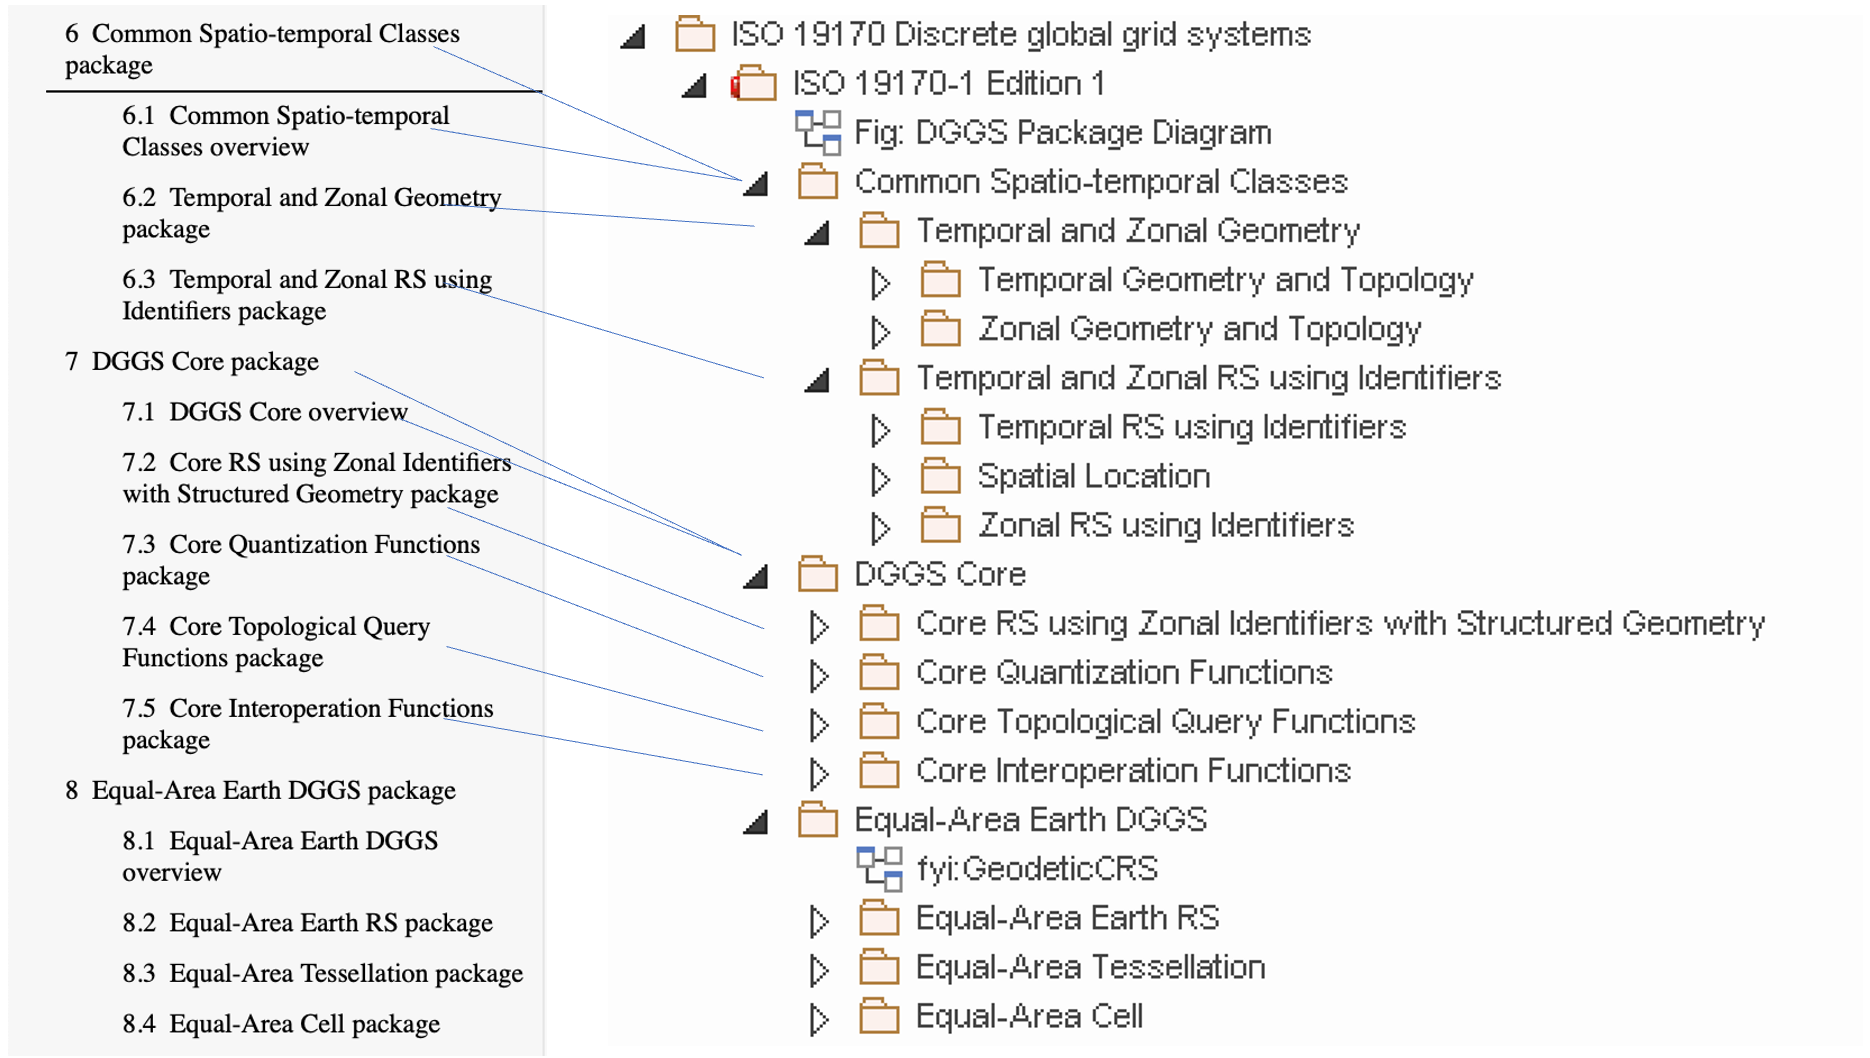 6 Common Spatio-temporal Classes
package
6.1 Common Spatio-temporal
Classes overview
6.2 Temporal and Zonal Geometry
package
6.3 Temporal and Zonal RS using
Identifiers package
7 DGGS Core package
7.1 DGGS Core overview
7.2 Core RS using Zonal Identifiers
with Structured Geometry package
7.3 Core Quantization Functions
package
7.4 Core Topological Query
Functions package
7.5 Core Interoperation Functions
package
8 Equal-Area Earth DGGS package
8.1 Equal-Area Earth DGGS
overview
8.2 Equal-Area Earth RS package
8.3 Equal-Area Tessellation package
8.4 Equal-Area Cell package
ISO 19170 Discrete global grid systems
ISO 19170-1 Edition 1
Fig: DGGS Package Diagram
Common Spatio-temporal Classes
Temporal and Zonal Geometry
Temporal Geometry and Topology
Zonal Geometry and Topology
Temporal and Zonal RS using Identifiers
Temporal RS using Identifiers
Spatial Location
Zonal RS using Identifiers
DGGS Core
Core RS using Zonal Identifiers with Structured Geometry
Core Quantization Functions
Core Topological Query Functions
Core Interoperation Functions
Equal-Area Earth DGGS
fyi:GeodeticCRS
Equal-Area Earth RS
Equal-Area Tessellation
Equal-Area Cell